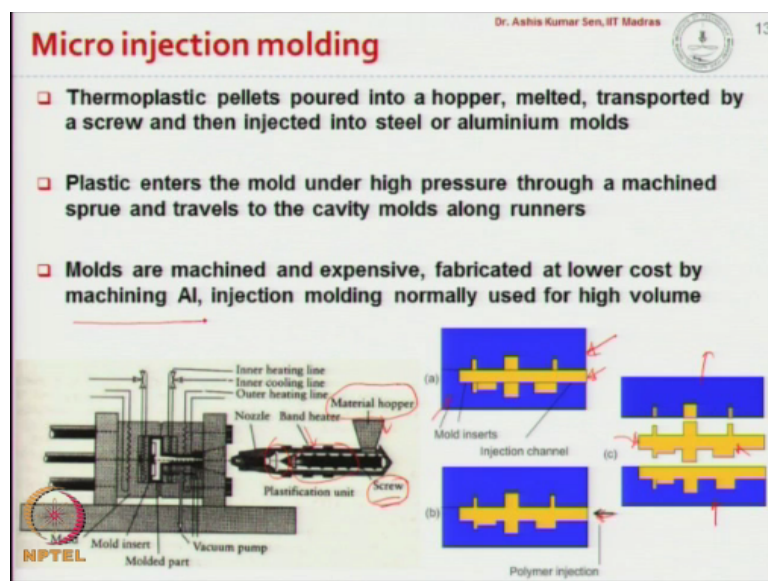 Dr. Ashis Kumar Sen, IIT Madras
13
Micro injection molding
Thermoplastic pellets poured into a hopper, melted, transported by
a screw and then injected into steel or aluminium molds
Plastic enters the mold under high pressure through a machined
sprue and travels to the cavity molds along runners
Molds are machined and expensive, fabricated at lower cost by
machining Al, injection molding normally used for high volume
Inner heating line
Inner cooling line
Outer heating line
Material hopper
Nozzle Band heater
Plastification unit
Screw
Mold insert
Vacuum pump
Molded part
NPTEL
(a)
Mold inserts
Injection channel
(b)
Polymer injection
(c)